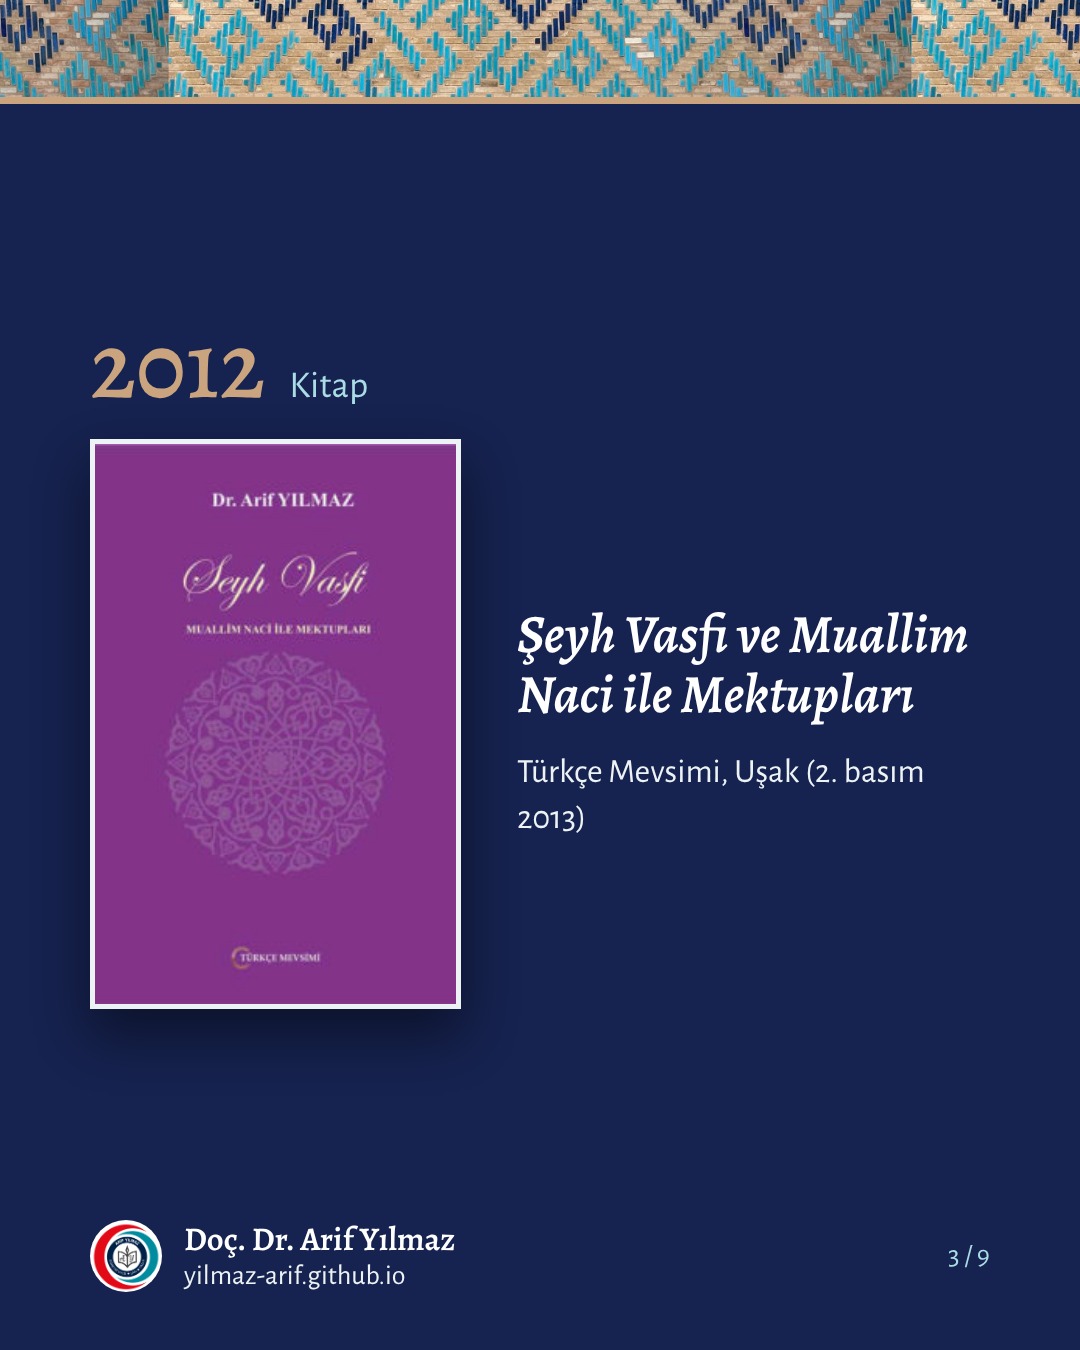 2012 Kitap
Dr. Arif YILMAZ
Şeyh Vasfi
MUALLİM NACİ İLE MEKTUPLARI
TÜRKÇE MEVSİMİ
Şeyh Vasfi ve Muallim
Naci ile Mektupları
Türkçe Mevsimi, Uşak (2. basım
2013)
Doç. Dr. Arif Yılmaz
yilmaz-arif.github.io
3 / 9